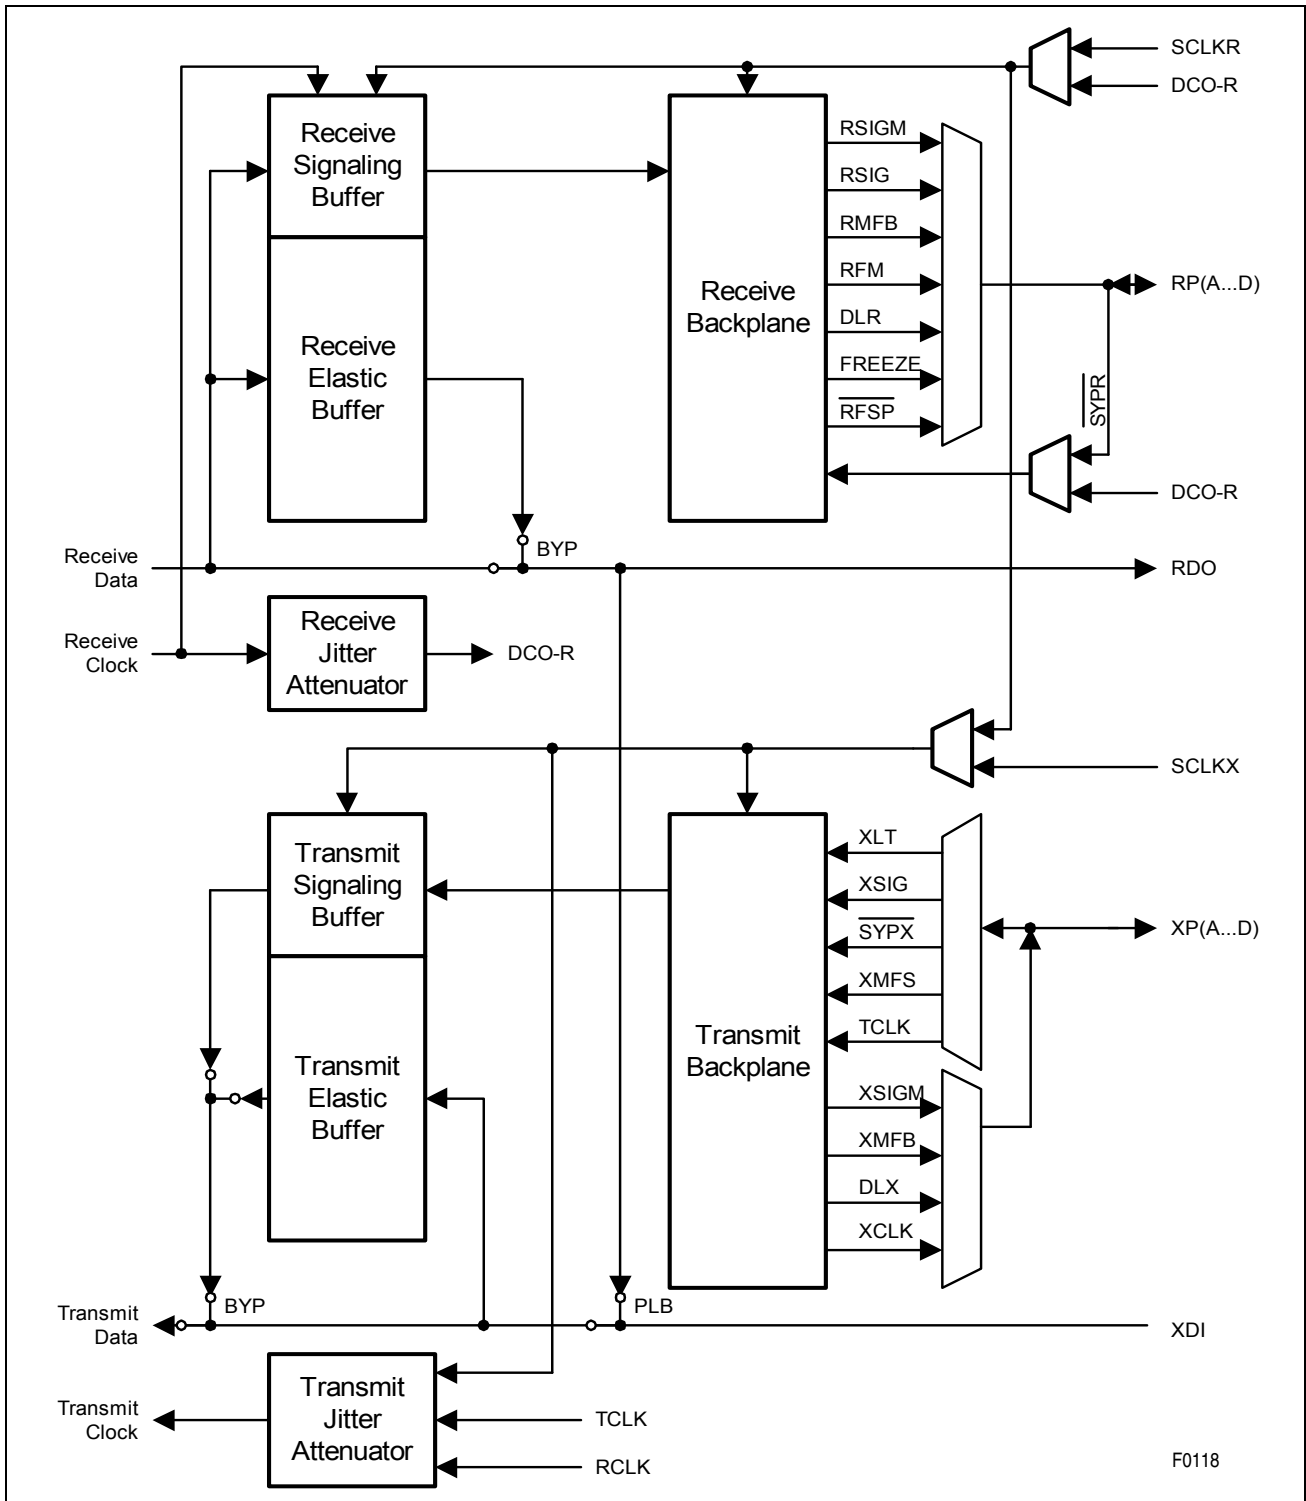 SCLKR
DCO-R
Receive
Signaling
Buffer
RSIGM
RSIG
RMFB
RFM
DLR
FREEZE
RFSP
Receive
Backplane
RP(A...D)
SYPR
Receive
Elastic
Buffer
DCO-R
BYP
Receive
Data
RDO
Receive
Clock
Receive
Jitter
Attenuator
DCO-R
SCLKX
Transmit
Signaling
Buffer
XLT
XSIG
SYPX
XMFS
TCLK
XP(A...D)
Transmit
Elastic
Buffer
Transmit
Backplane
XSIGM
XMFB
DLX
XCLK
Transmit
Data
BYP
PLB
XDI
Transmit
Clock
Transmit
Jitter
Attenuator
TCLK
RCLK
F0118